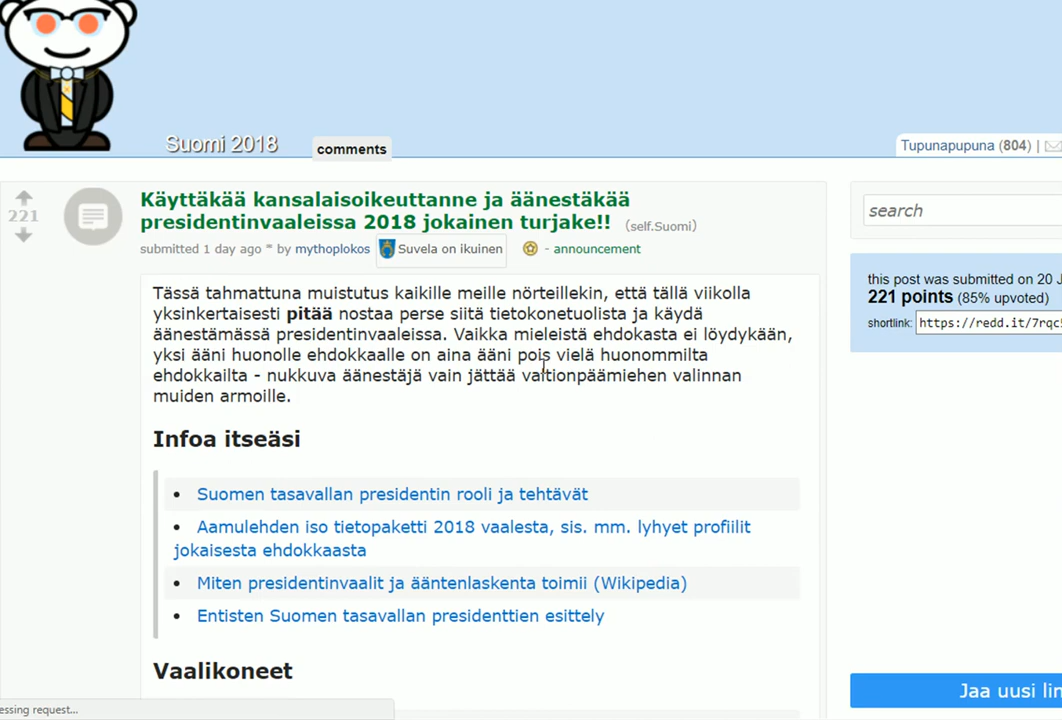 Suomi 2018
comments
Tupunapupuna (804) |
221
Käyttäkää kansalaisoikeuttanne ja äänestäkää
presidentinvaaleissa 2018 jokainen turjake!! (self.Suomi)
submitted 1 day ago * by mythoplokos Suvela on ikuinen - announcement
Tässä tahmattuna muistutus kaikille meille nörteillekin, että tällä viikolla
yksinkertaisesti pitää nostaa perse siitä tietokonetuolista ja käydä
äänestämässä presidentinvaaleissa. Vaikka mieleistä ehdokasta ei löydykään,
yksi ääni huonolle ehdokkaalle on aina ääni pois vielä huonommilta
ehdokkailta - nukkuva äänestäjä vain jättää valtionpäämiehen valinnan
muiden armoille.
Infoa itseäsi
• Suomen tasavallan presidentin rooli ja tehtävät
• Aamulehden iso tietopaketti 2018 vaalesta, sis. mm. lyhyet profiilit
jokaisesta ehdokkaasta
• Miten presidentinvaalit ja ääntenlaskenta toimii (Wikipedia)
• Entisten Suomen tasavallan presidenttien esittely
Vaalikoneet
search
this post was submitted on 20 J
221 points (85% upvoted)
shortlink: https://redd.it/7rqc
Jaa uusi lin
essing request...